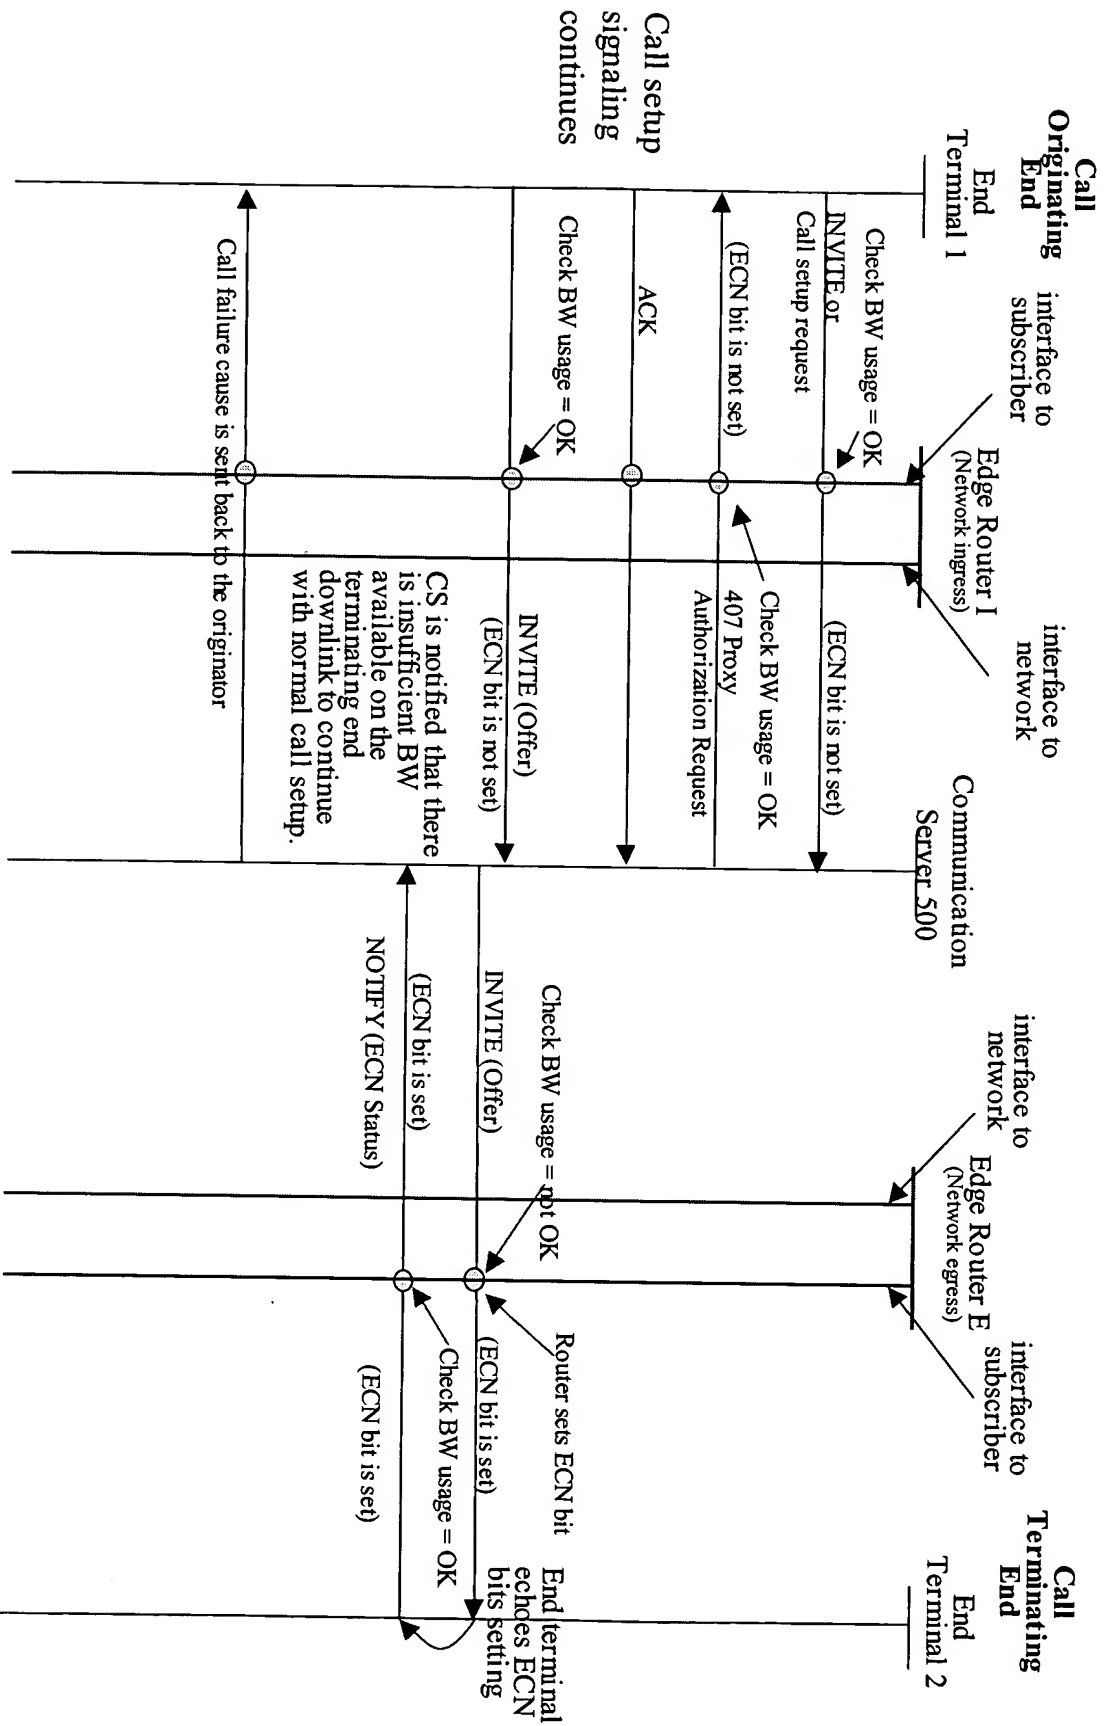 Call
Originating
End
End
Terminal 1
interface to
subscriber
Edge Router I
(Network ingress)
interface to
network
Communication
Server 500
interface to
network
Edge Router E
(Network egress)
interface to
subscriber
Call
Terminating
End
End
Terminal 2
Check BW usage = OK
INVITE or
Call setup request
(ECN bit is not set)
(ECN bit is not set)
Check BW usage = OK
407 Proxy
Authorization Request
Call setup
signaling
continues
ACK
Check BW usage = OK
INVITE (Offer)
(ECN bit is not set)
Check BW usage = not OK
Router sets ECN bit
INVITE (Offer)
(ECN bit is set)
End terminal
echoes ECN
bits setting
Check BW usage = OK
(ECN bit is set)
(ECN bit is set)
NOTIFY (ECN Status)
CS is notified that there
is insufficient BW
available on the
terminating end
downlink to continue
with normal call setup.
Call failure cause is sent back to the originator